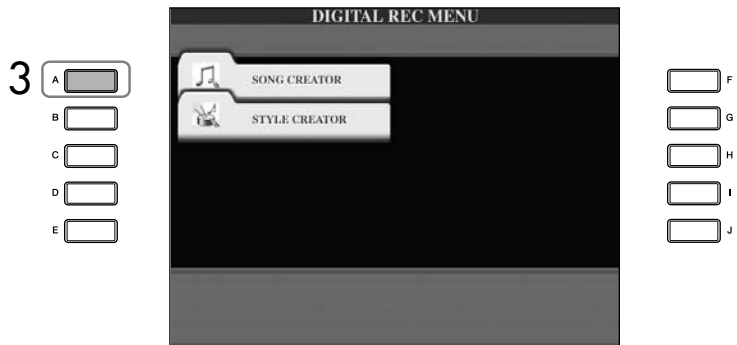 DIGITAL REC MENU
3
A
SONG CREATOR
F
B
STYLE CREATOR
G
C
H
D
I
E
J